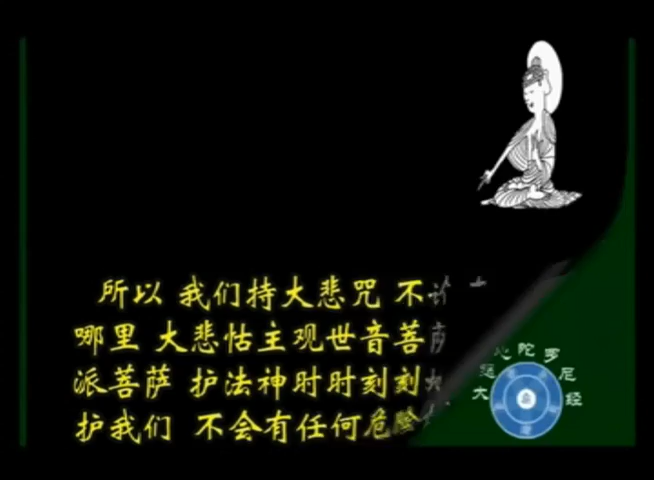 所以 我们持大悲咒 不论
哪里 大悲怙主观世音菩萨
派菩萨 护法神时时刻刻
护我们 不会有任何危险
大悲心陀罗尼经